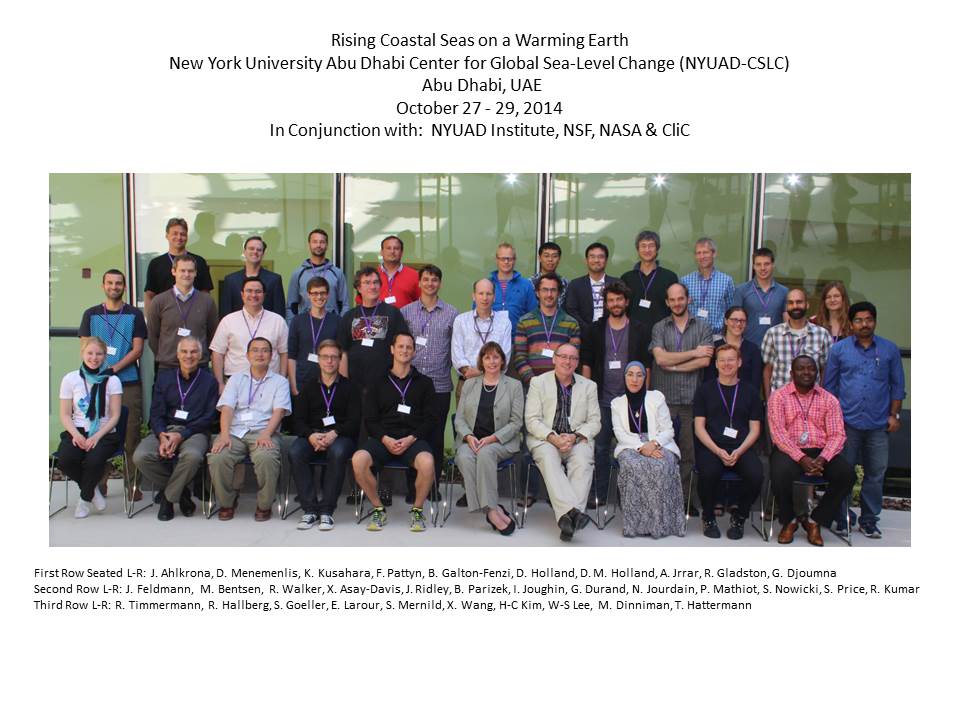 Rising Coastal Seas on a Warming Earth
New York University Abu Dhabi Center for Global Sea-Level Change (NYUAD-CSLC)
Abu Dhabi, UAE
October 27 - 29, 2014
In Conjunction with:  NYUAD Institute, NSF, NASA & CliC
First Row Seated L-R: J. Ahlkrona, D. Menemenlis, K. Kusahara, F. Pattyn, B. Galton-Fenzi, D. Holland, D. M. Holland, A. Jrrar, R. Gladston, G. Djoumna
Second Row L-R: J. Feldmann,  M. Bentsen,  R. Walker, X. Asay-Davis, J. Ridley, B. Parizek, I. Joughin, G. Durand, N. Jourdain, P. Mathiot, S. Nowicki, S. Price, R. Kumar
Third Row L-R: R. Timmermann, R. Hallberg, S. Goeller, E. Larour, S. Mernild, X. Wang, H-C Kim, W-S Lee,  M. Dinniman, T. Hattermann